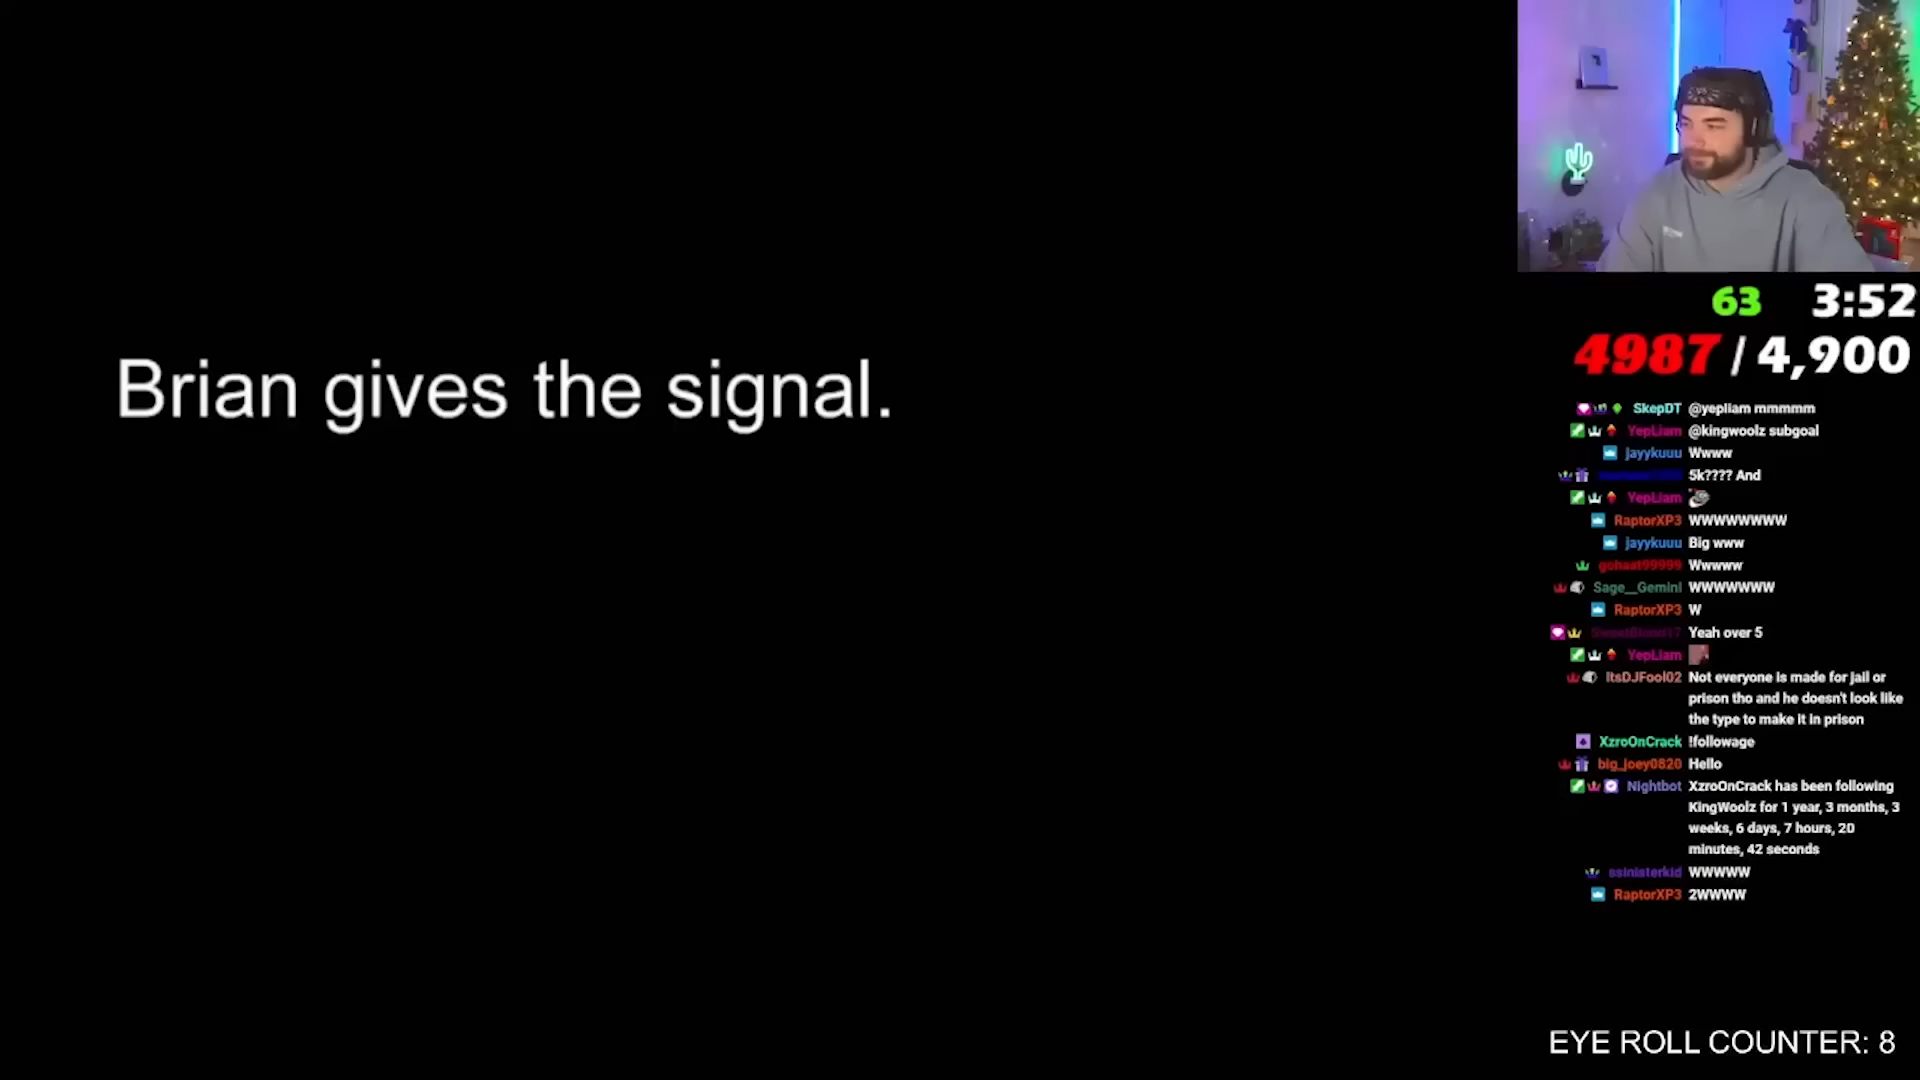 Brian gives the signal.
63 3:52
4987 / 4,900
SkepDT @yepliam mmmmm
YepLiam @kingwoolz subgoal
jayykuuu Wwww
5k???? And
YepLiam
RaptorXP3 WWWWWWWW
jayykuuu Big www
gohaat99999 Wwwww
Sage__Gemini WWWWWWW
RaptorXP3 W
Yeah over 5
YepLiam
ItsDJFool02 Not everyone is made for jail or
prison tho and he doesn't look like
the type to make it in prison
XzroOnCrack !followage
big_joey0820 Hello
Nightbot XzroOnCrack has been following
KingWoolz for 1 year, 3 months, 3
weeks, 6 days, 7 hours, 20
minutes, 42 seconds
ssinisterkid WWWWW
RaptorXP3 2WWWW
EYE ROLL COUNTER: 8